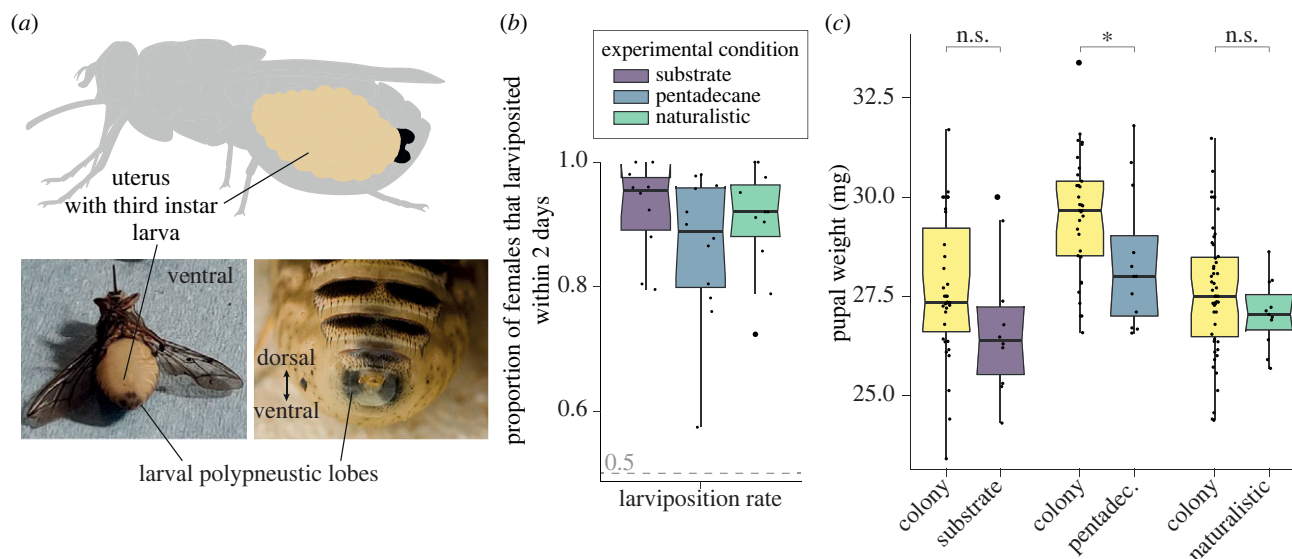 (a)
uterus
with third instar
larva
ventral
dorsal
ventral
larval polypneustic lobes
(b)
experimental condition
substrate
pentadecane
naturalistic
proportion of females that larviposited
within 2 days
1.0
0.8
0.6
0.5
larviposition rate
(c)
n.s.
*
n.s.
pupal weight (mg)
32.5
30.0
27.5
25.0
colony
substrate
colony
pentadec.
colony
naturalistic